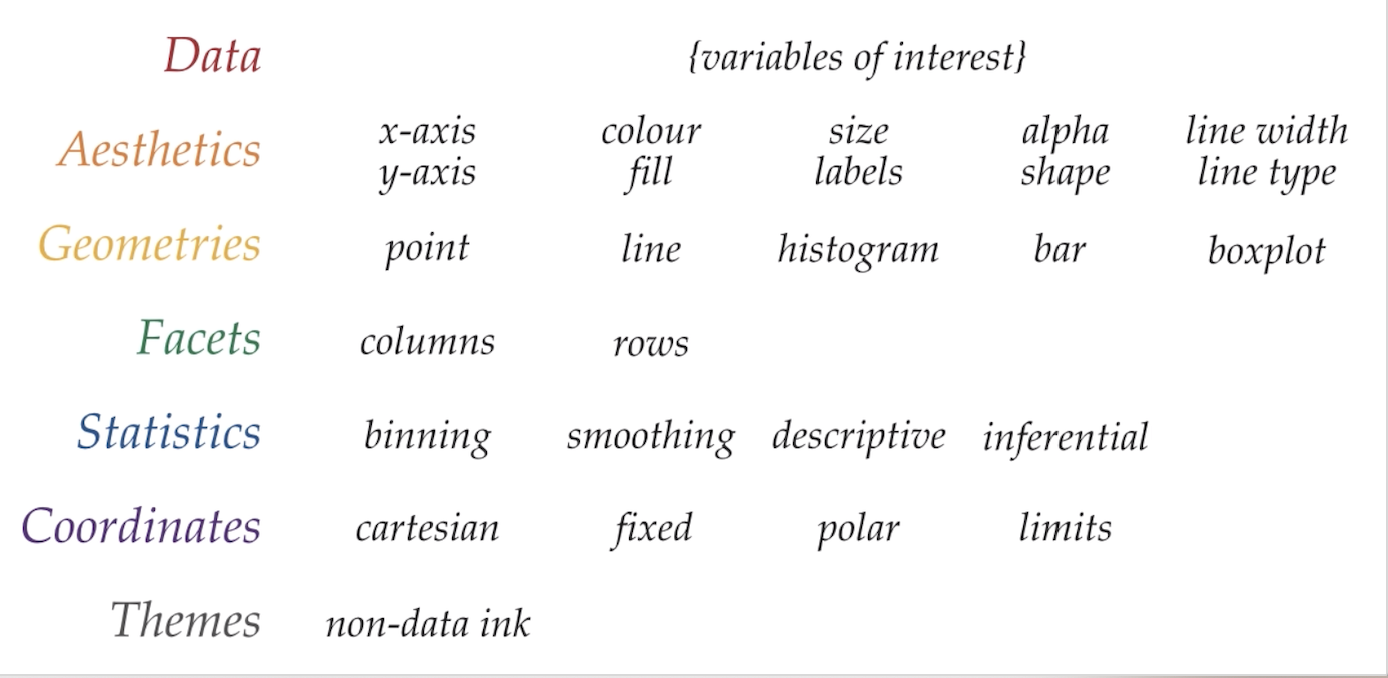 Data {variables of interest}
Aesthetics x-axis colour size alpha line width
y-axis fill labels shape line type
Geometries point line histogram bar boxplot
Facets columns rows
Statistics binning smoothing descriptive inferential
Coordinates cartesian fixed polar limits
Themes non-data ink